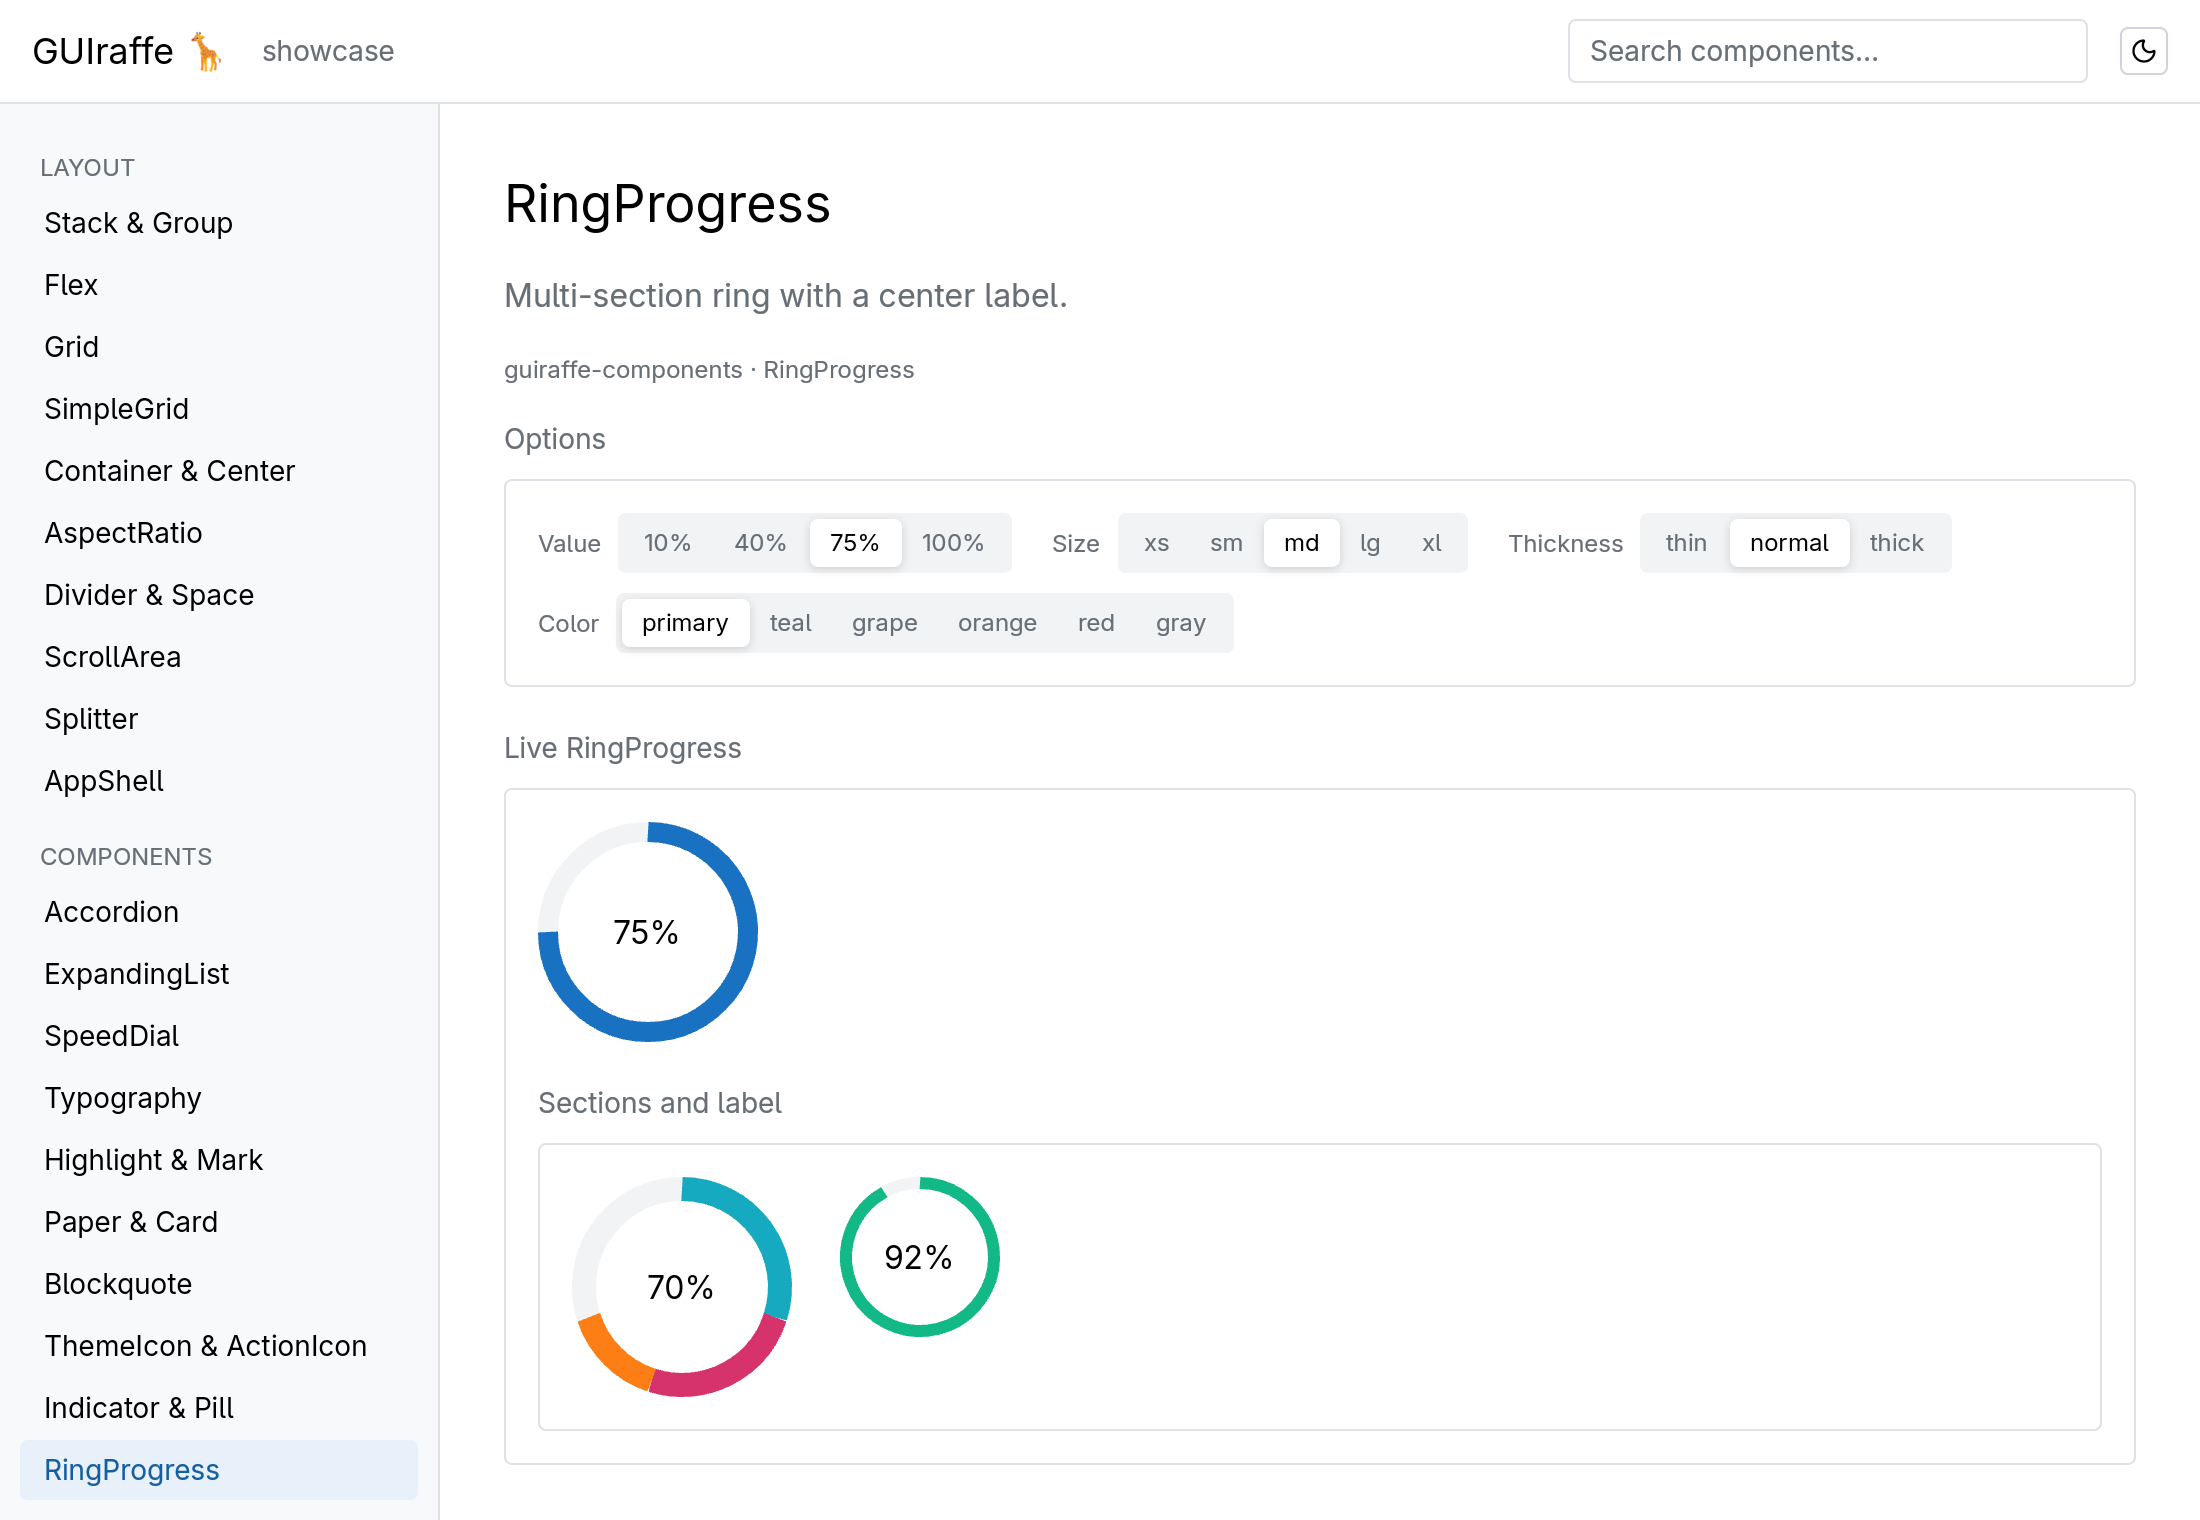 GUIraffe 🦒 showcase Search components...
LAYOUT
Stack & Group
Flex
Grid
SimpleGrid
Container & Center
AspectRatio
Divider & Space
ScrollArea
Splitter
AppShell
COMPONENTS
Accordion
ExpandingList
SpeedDial
Typography
Highlight & Mark
Paper & Card
Blockquote
ThemeIcon & ActionIcon
Indicator & Pill
RingProgress
RingProgress
Multi-section ring with a center label.
guiraffe-components · RingProgress
Options
Value 10% 40% 75% 100% Size xs sm md lg xl Thickness thin normal thick
Color primary teal grape orange red gray
Live RingProgress
75%
Sections and label
70% 92%